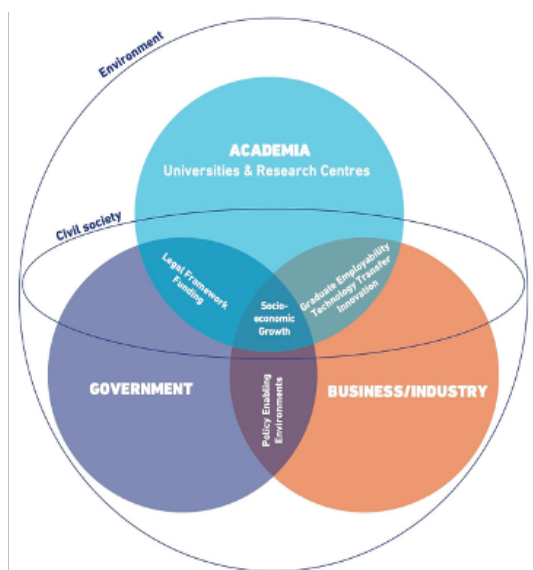 Environment
ACADEMIA
Universities & Research Centres
Civil society
Legal Framework
Funding
Graduate Employability
Technology Transfer
Innovation
Socio-
economic
Growth
GOVERNMENT
BUSINESS/INDUSTRY
Policy Enabling
Environments